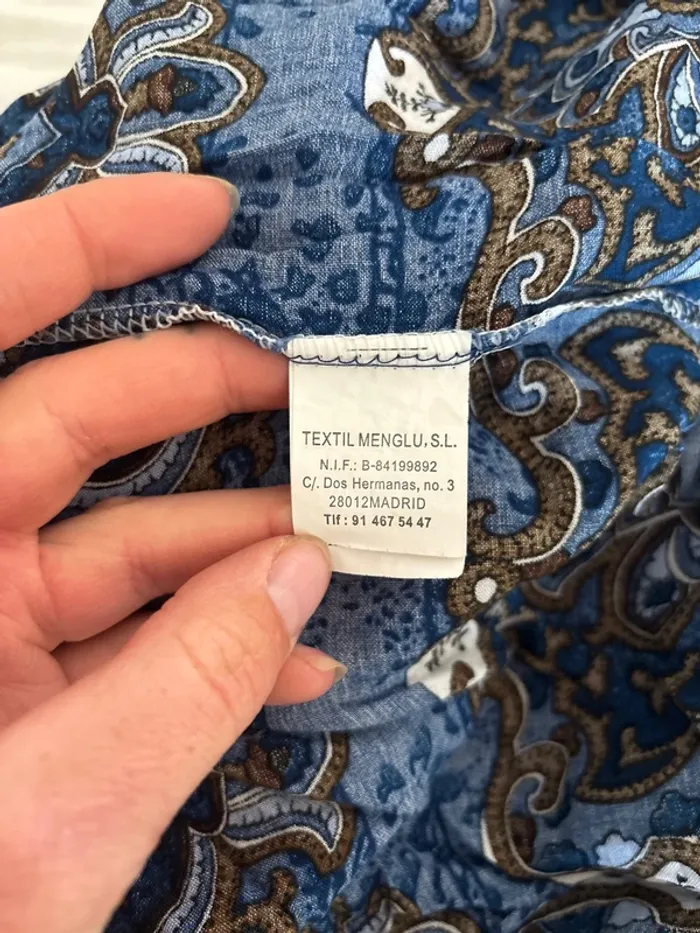 TEXTIL MENGLU, S.L.
N.I.F.: B-84199892
C/. Dos Hermanas, no. 3
28012MADRID
Tlf : 91 467 54 47